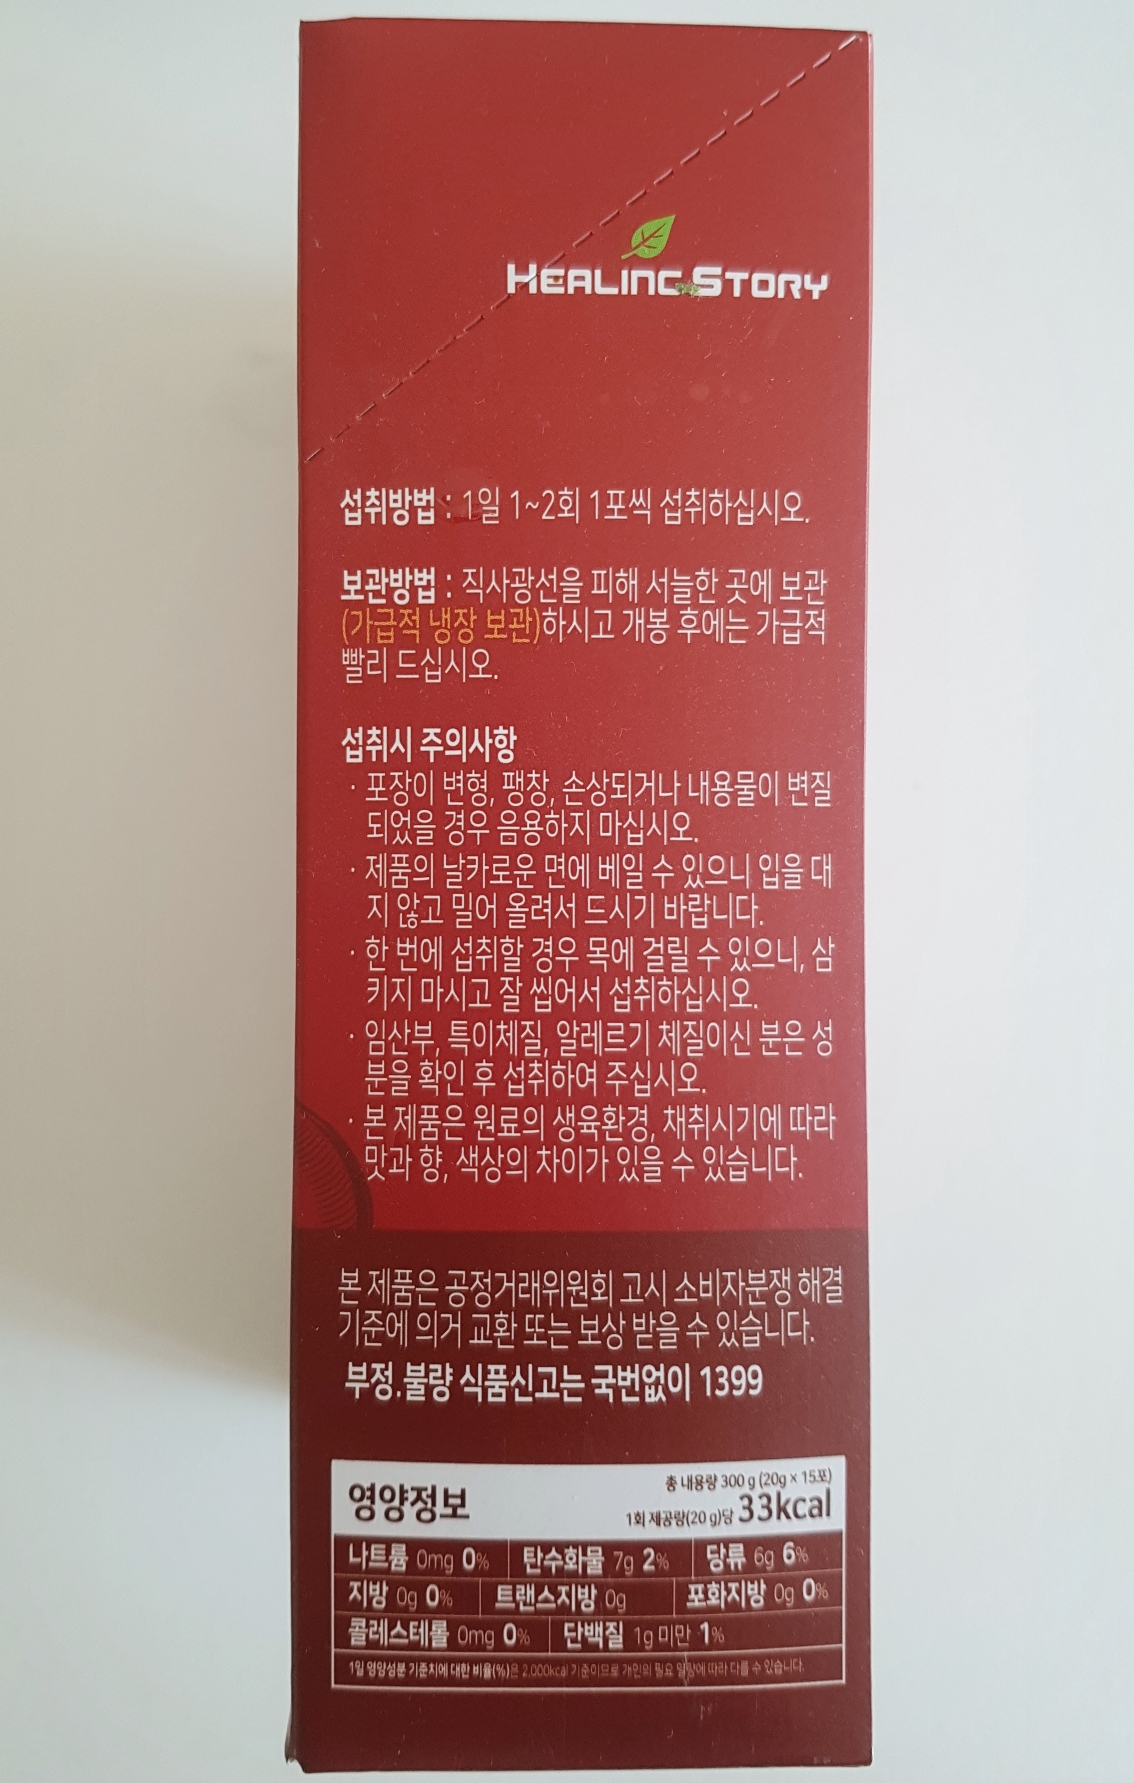 HEALING STORY
섭취방법 : 1일 1~2회 1포씩 섭취하십시오.
보관방법 : 직사광선을 피해 서늘한 곳에 보관
(가급적 냉장 보관)하시고 개봉 후에는 가급적
빨리 드십시오.
섭취시 주의사항
· 포장이 변형, 팽창, 손상되거나 내용물이 변질
되었을 경우 음용하지 마십시오.
· 제품의 날카로운 면에 베일 수 있으니 입을 대
지 않고 밀어 올려서 드시기 바랍니다.
· 한 번에 섭취할 경우 목에 걸릴 수 있으니, 삼
키지 마시고 잘 씹어서 섭취하십시오.
· 임산부, 특이체질, 알레르기 체질이신 분은 성
분을 확인 후 섭취하여 주십시오.
· 본 제품은 원료의 생육환경, 채취시기에 따라
맛과 향, 색상의 차이가 있을 수 있습니다.
본 제품은 공정거래위원회 고시 소비자분쟁 해결
기준에 의거 교환 또는 보상 받을 수 있습니다.
부정.불량 식품신고는 국번없이 1399
총 내용량 300 g (20g × 15포)
영양정보 1회 제공량(20 g)당 33kcal
나트륨 0mg 0% 탄수화물 7g 2% 당류 6g 6%
지방 0g 0% 트랜스지방 0g 포화지방 0g 0%
콜레스테롤 0mg 0% 단백질 1g 미만 1%
1일 영양성분 기준치에 대한 비율(%)은 2,000kcal 기준이므로 개인의 필요 열량에 따라 다를 수 있습니다.